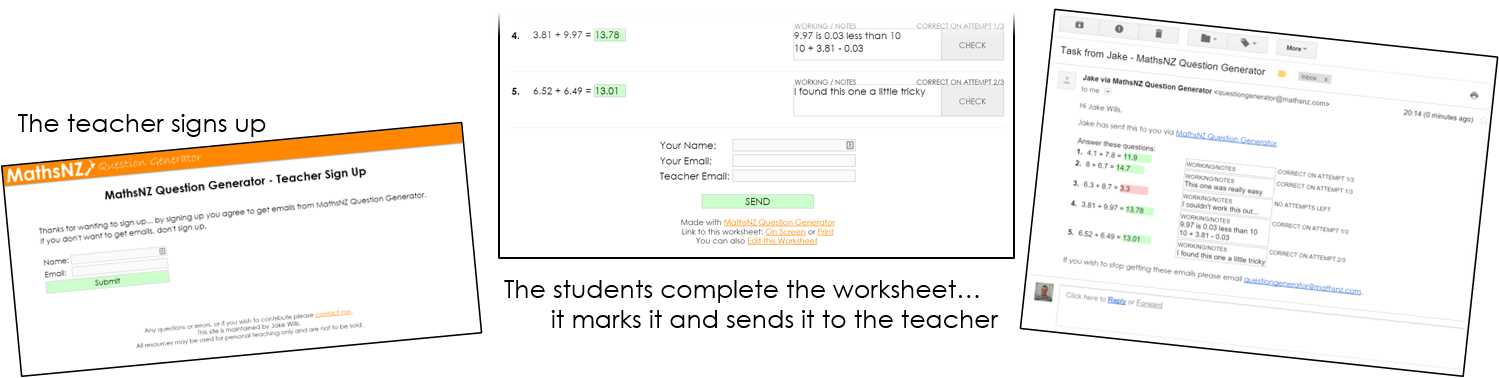 The teacher signs up
MathsNZ Question Generator
MathsNZ Question Generator - Teacher Sign Up
Thanks for wanting to sign up... by signing up you agree to get emails from MathsNZ Question Generator.
If you don't want to get emails, don't sign up.
Name:
Email:
Submit
Any questions or errors, or if you wish to contribute please contact me.
This site is maintained by Jake Wills.
All resources may be used for personal teaching only and are not to be sold.
WORKING / NOTES CORRECT ON ATTEMPT 1/3
4. 3.81 + 9.97 = 13.78 9.97 is 0.03 less than 10 CHECK
10 + 3.81 - 0.03
WORKING / NOTES CORRECT ON ATTEMPT 2/3
5. 6.52 + 6.49 = 13.01 I found this one a little tricky CHECK
Your Name:
Your Email:
Teacher Email:
SEND
Made with MathsNZ Question Generator
Link to this worksheet: On Screen or Print
You can also Edit this Worksheet
The students complete the worksheet...
it marks it and sends it to the teacher
More
Task from Jake - MathsNZ Question Generator Inbox x
Jake via MathsNZ Question Generator <questiongenerator@mathsnz.com>
to me 20:14 (0 minutes ago)
Hi Jake Wills,
Jake has sent this to you via MathsNZ Question Generator.
Answer these questions:
1. 4.1 + 7.8 = 11.9 WORKING/NOTES CORRECT ON ATTEMPT 1/3
2. 8 + 6.7 = 14.7 WORKING/NOTES CORRECT ON ATTEMPT 1/3
This one was really easy
3. 6.3 + 8.7 = 3.3 WORKING/NOTES NO ATTEMPTS LEFT
I couldn't work this out...
4. 3.81 + 9.97 = 13.78 WORKING/NOTES CORRECT ON ATTEMPT 1/3
9.97 is 0.03 less than 10
10 + 3.81 - 0.03
5. 6.52 + 6.49 = 13.01 WORKING/NOTES CORRECT ON ATTEMPT 2/3
I found this one a little tricky
If you wish to stop getting these emails please email questiongenerator@mathsnz.com.
Click here to Reply or Forward